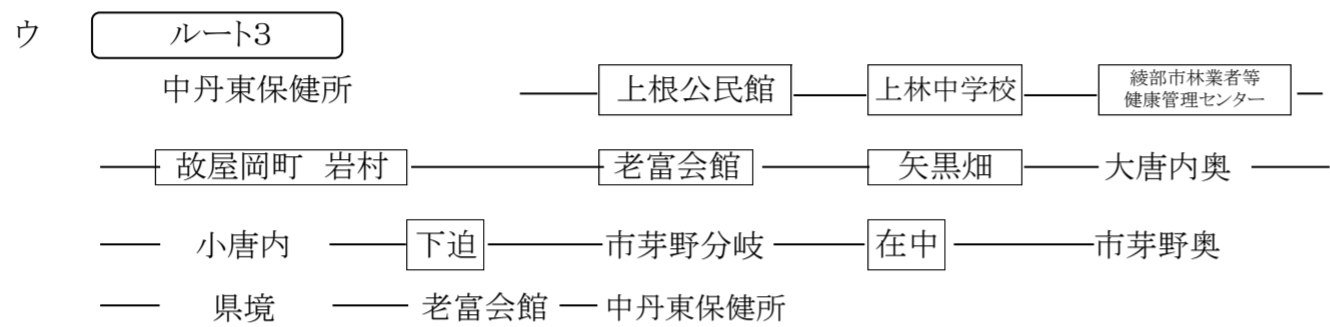 ウ ルート3
中丹東保健所 上根公民館 上林中学校 綾部市林業者等健康管理センター
故屋岡町 岩村 老富会館 矢黒畑 大唐内奥
小唐内 下迫 市芽野分岐 在中 市芽野奥
県境 老富会館 中丹東保健所